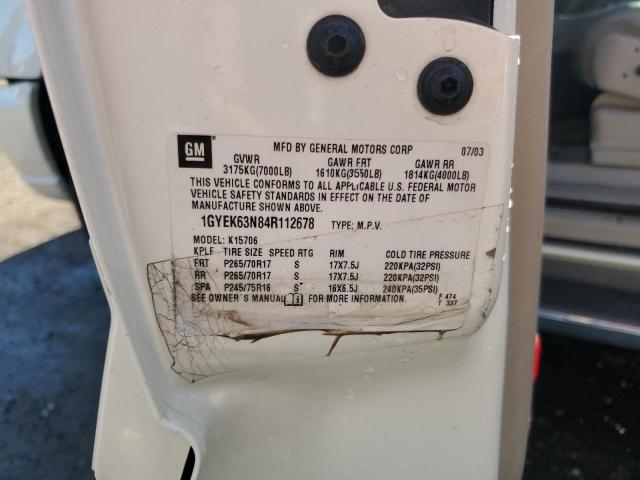 GM MFD BY GENERAL MOTORS CORP 07/03
GVWR GAWR FRT GAWR RR
3175KG(7000LB) 1610KG(3550LB) 1814KG(4000LB)
THIS VEHICLE CONFORMS TO ALL APPLICABLE U.S. FEDERAL MOTOR
VEHICLE SAFETY STANDARDS IN EFFECT ON THE DATE OF
MANUFACTURE SHOWN ABOVE.
1GYEK63N84R112678 TYPE: M.P.V.
MODEL: K15706
KPLF TIRE SIZE SPEED RTG RIM COLD TIRE PRESSURE
FRT P265/70R17 S 17X7.5J 220KPA(32PSI)
RR P265/70R17 S 17X7.5J 220KPA(32PSI)
SPA P245/75R16 S 16X6.5J 240KPA(35PSI)
SEE OWNER'S MANUAL FOR MORE INFORMATION. F 474
T 337